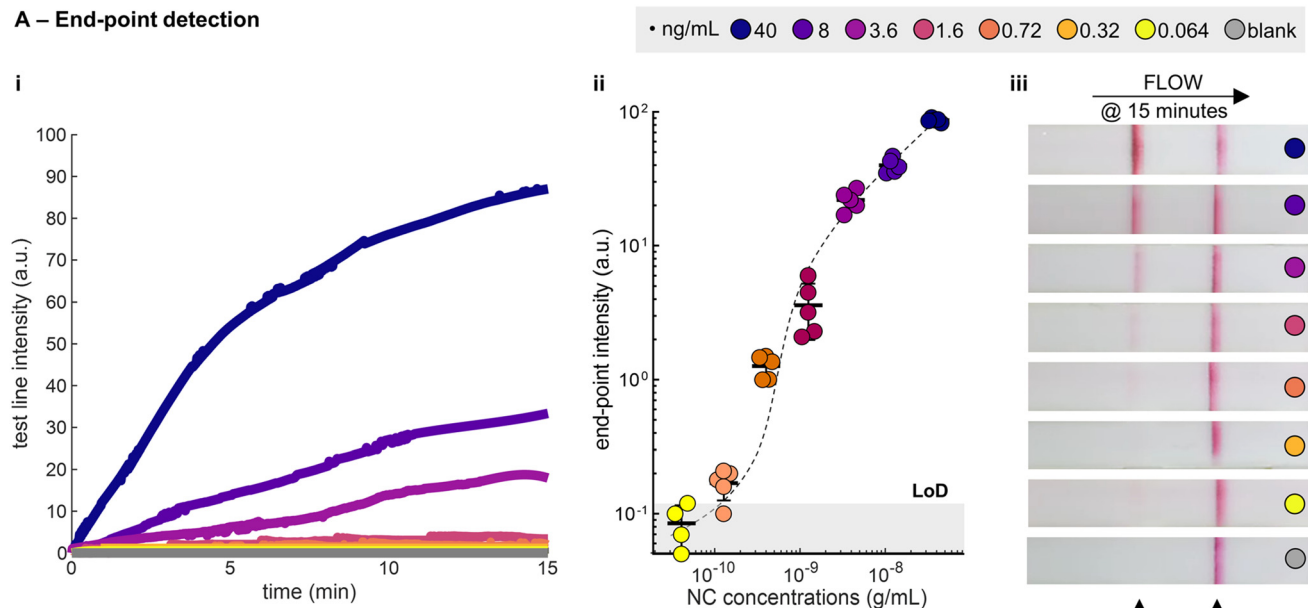 A – End-point detection
• ng/mL 40 8 3.6 1.6 0.72 0.32 0.064 blank
i
100
90
80
70
60
50
40
30
20
10
0
0 5 10 15
test line intensity (a.u.)
time (min)
ii
10²
10¹
10⁰
10⁻¹
LoD
10⁻¹⁰ 10⁻⁹ 10⁻⁸
end-point intensity (a.u.)
NC concentrations (g/mL)
iii
FLOW
@ 15 minutes